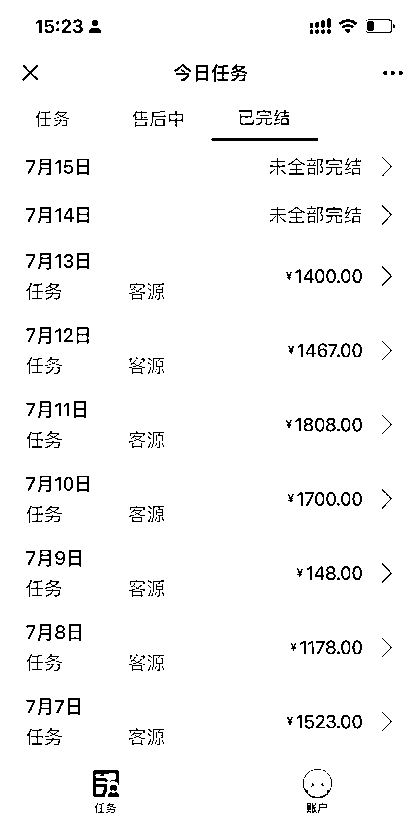 15:23
今日任务
任务 售后中 已完结
7月15日 未全部完结
7月14日 未全部完结
7月13日
任务 客源 ¥1400.00
7月12日
任务 客源 ¥1467.00
7月11日
任务 客源 ¥1808.00
7月10日
任务 客源 ¥1700.00
7月9日
任务 客源 ¥148.00
7月8日
任务 客源 ¥1178.00
7月7日
任务 客源 ¥1523.00
任务 账户